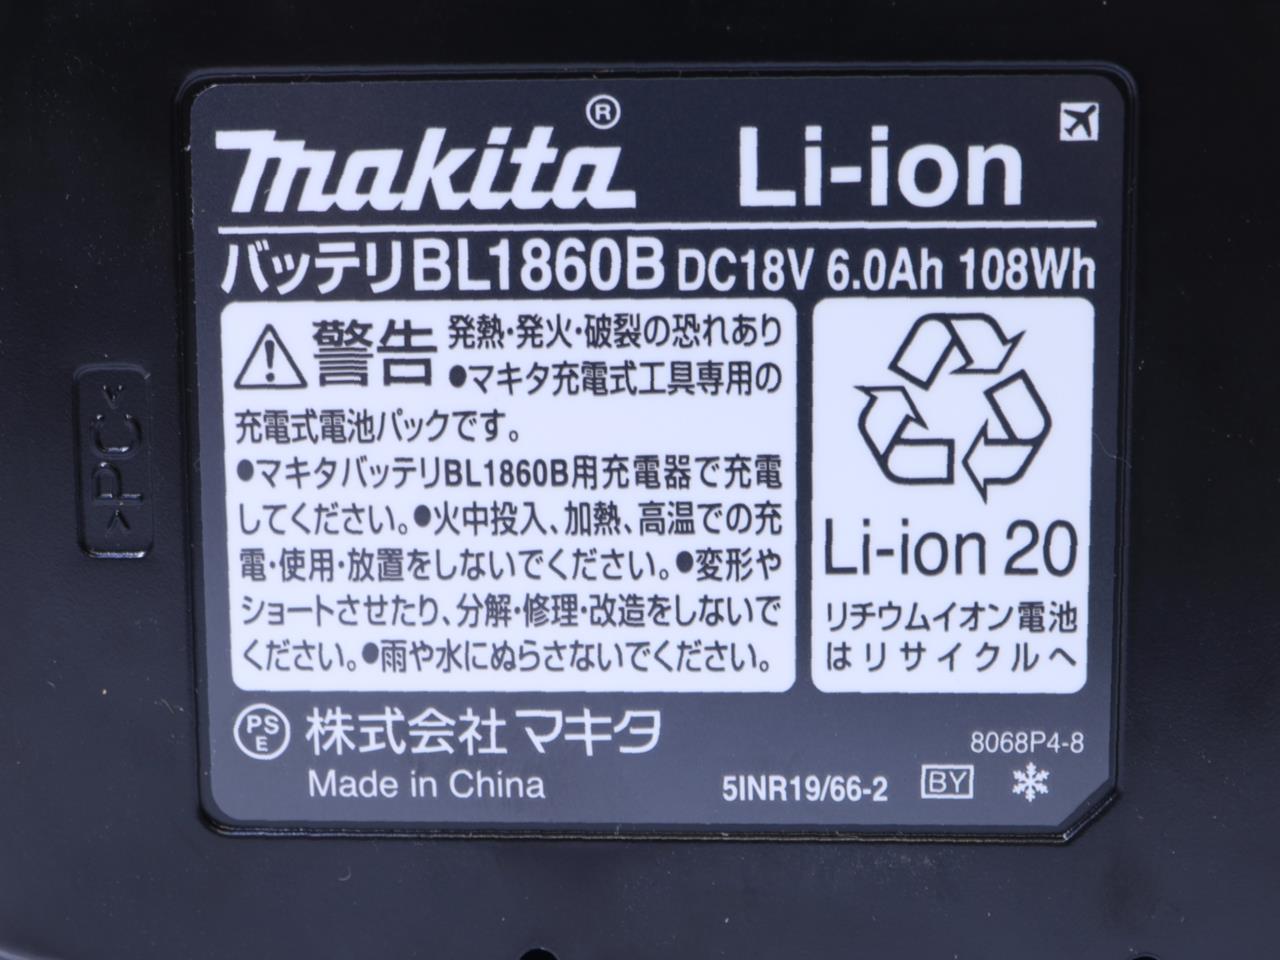 makita® Li-ion
バッテリBL1860B DC18V 6.0Ah 108Wh
警告 発熱・発火・破裂の恐れあり
●マキタ充電式工具専用の
充電式電池パックです。
●マキタバッテリBL1860B用充電器で充電
してください。●火中投入、加熱、高温での充
電・使用・放置をしないでください。●変形や
ショートさせたり、分解・修理・改造をしないで
ください。●雨や水にぬらさないでください。
Li-ion 20
リチウムイオン電池
はリサイクルへ
PS
E
株式会社マキタ
8068P4-8
Made in China
5INR19/66-2 BY
>PC<